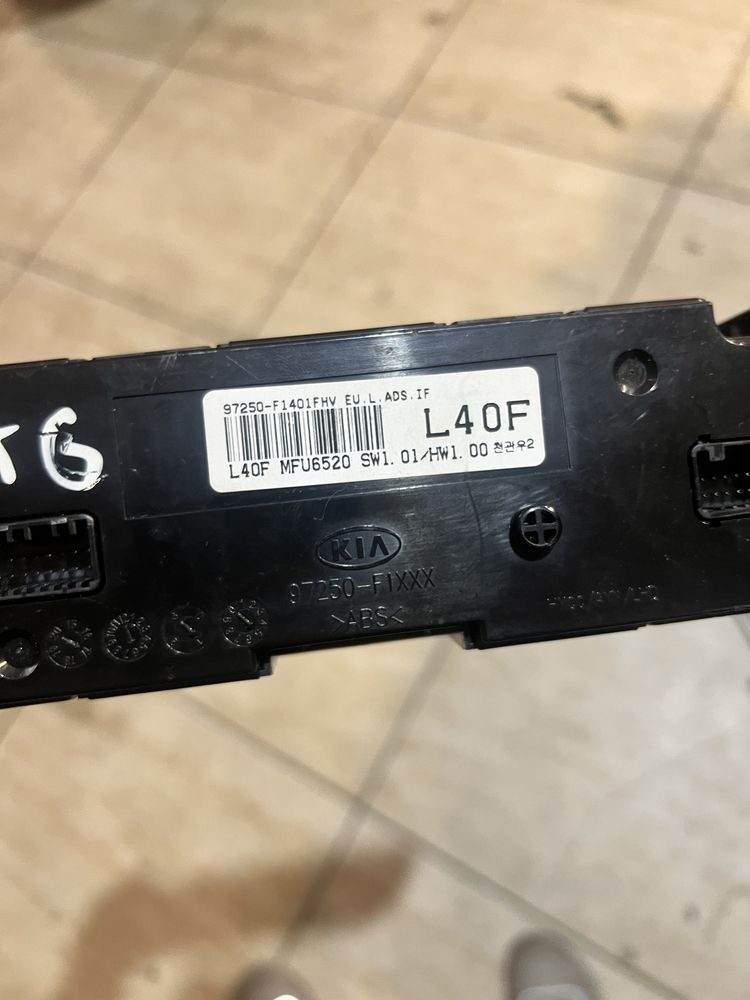 97250-F1401FHV EU.L.ADS.IF
L40F
L40F MFU6520 SW1.01/HW1.00 천관우2
G
KIA
97250-F1XXX
>ABS<